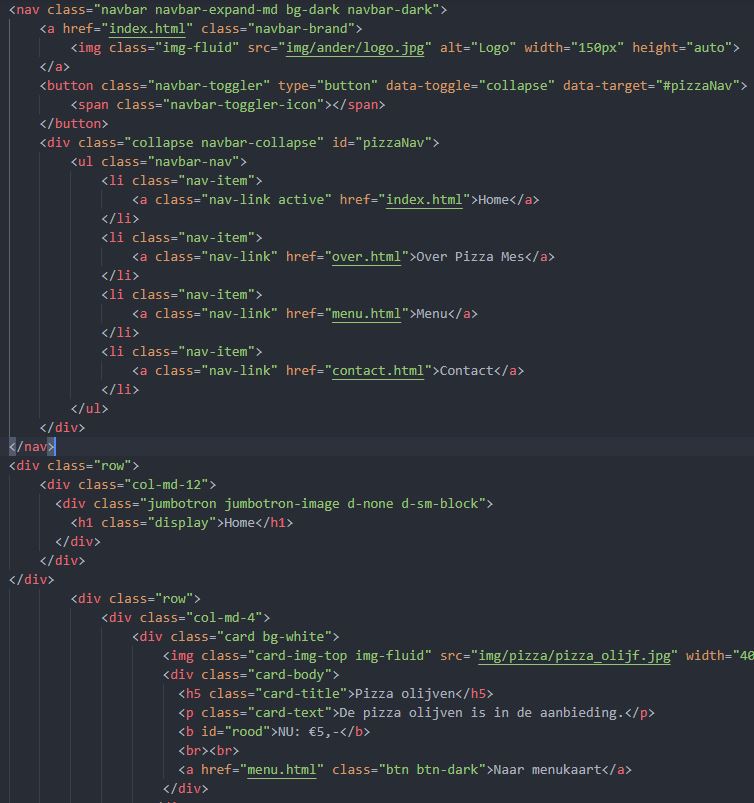 <nav class="navbar navbar-expand-md bg-dark navbar-dark">
<a href="index.html" class="navbar-brand">
<img class="img-fluid" src="img/ander/logo.jpg" alt="Logo" width="150px" height="auto">
</a>
<button class="navbar-toggler" type="button" data-toggle="collapse" data-target="#pizzaNav">
<span class="navbar-toggler-icon"></span>
</button>
<div class="collapse navbar-collapse" id="pizzaNav">
<ul class="navbar-nav">
<li class="nav-item">
<a class="nav-link active" href="index.html">Home</a>
</li>
<li class="nav-item">
<a class="nav-link" href="over.html">Over Pizza Mes</a>
</li>
<li class="nav-item">
<a class="nav-link" href="menu.html">Menu</a>
</li>
<li class="nav-item">
<a class="nav-link" href="contact.html">Contact</a>
</li>
</ul>
</div>
</nav>
<div class="row">
<div class="col-md-12">
<div class="jumbotron jumbotron-image d-none d-sm-block">
<h1 class="display">Home</h1>
</div>
</div>
</div>
<div class="row">
<div class="col-md-4">
<div class="card bg-white">
<img class="card-img-top img-fluid" src="img/pizza/pizza_olijf.jpg" width="40
<div class="card-body">
<h5 class="card-title">Pizza olijven</h5>
<p class="card-text">De pizza olijven is in de aanbieding.</p>
<b id="rood">NU: €5,-</b>
<br><br>
<a href="menu.html" class="btn btn-dark">Naar menukaart</a>
</div>